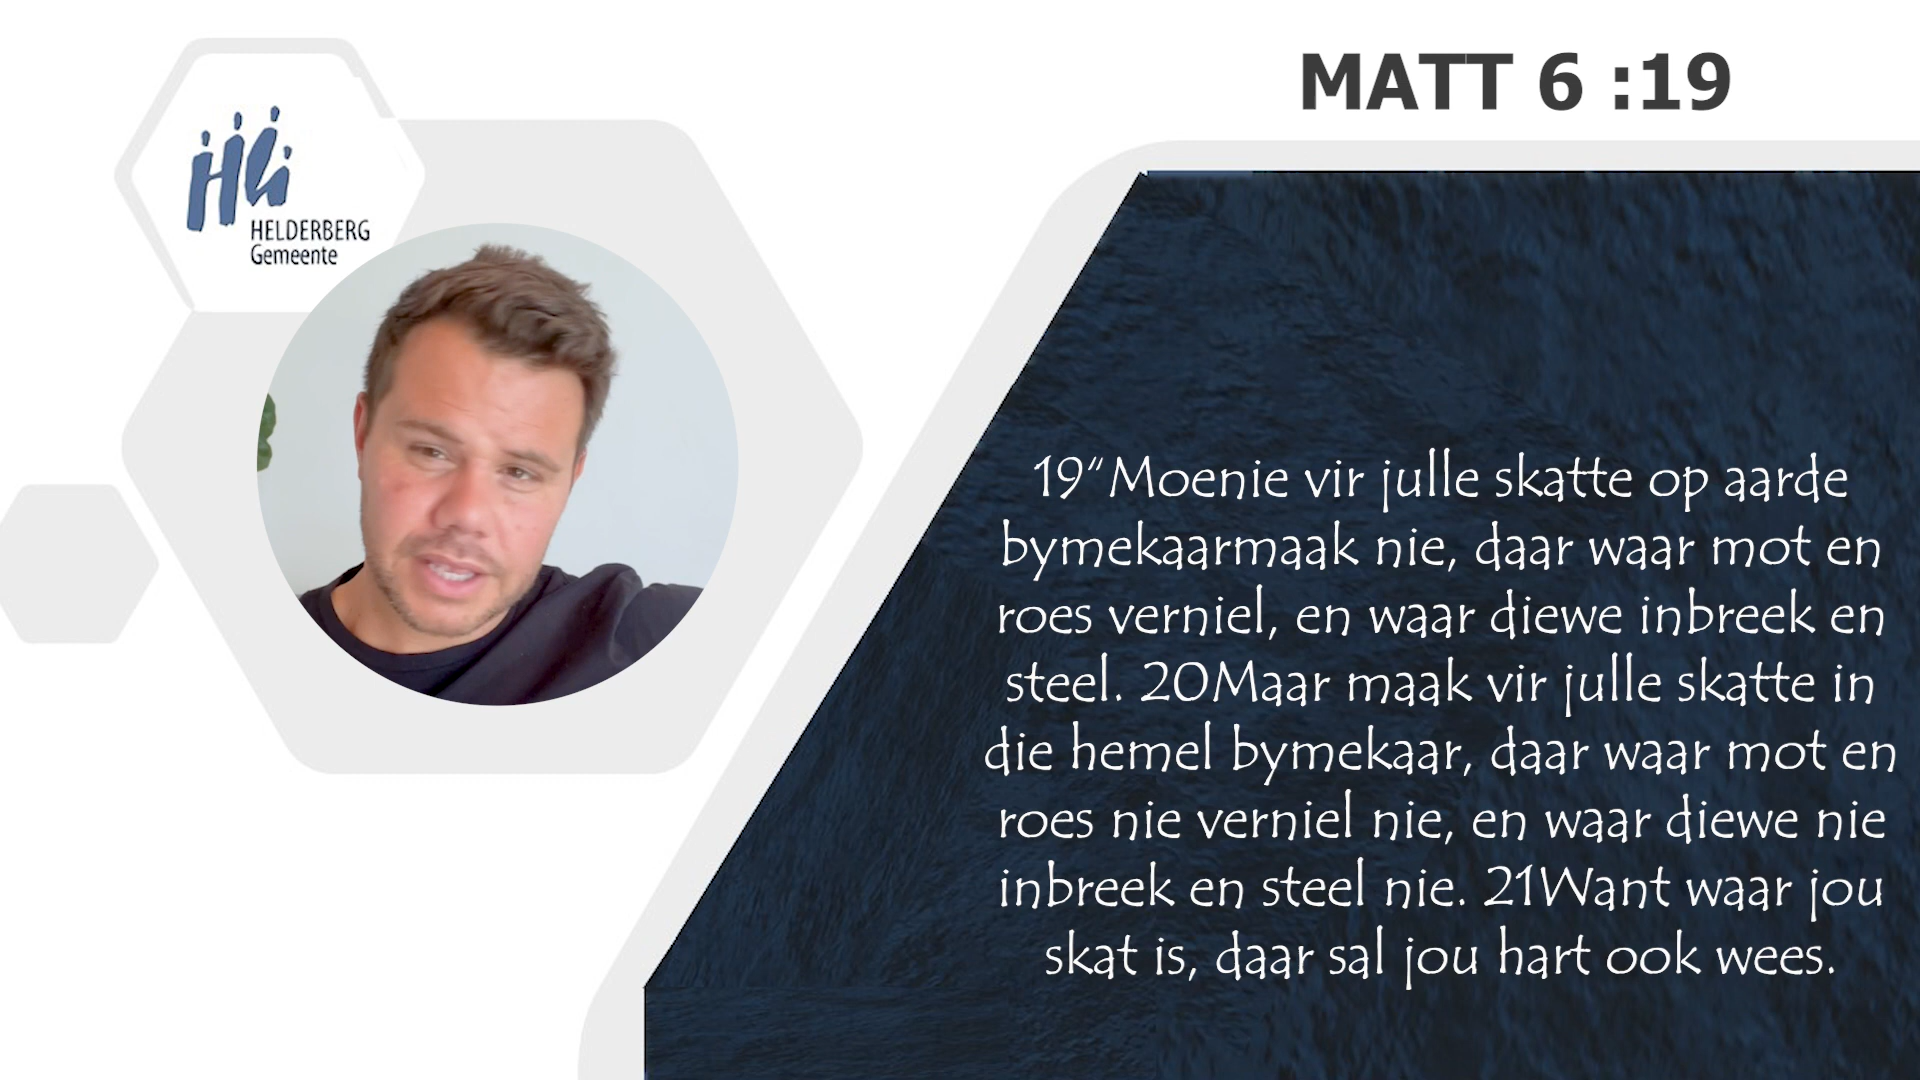 HELDERBERG
Gemeente
MATT 6 :19
19“Moenie vir julle skatte op aarde
bymekaarmaak nie, daar waar mot en
roes verniel, en waar diewe inbreek en
steel. 20Maar maak vir julle skatte in
die hemel bymekaar, daar waar mot en
roes nie verniel nie, en waar diewe nie
inbreek en steel nie. 21Want waar jou
skat is, daar sal jou hart ook wees.